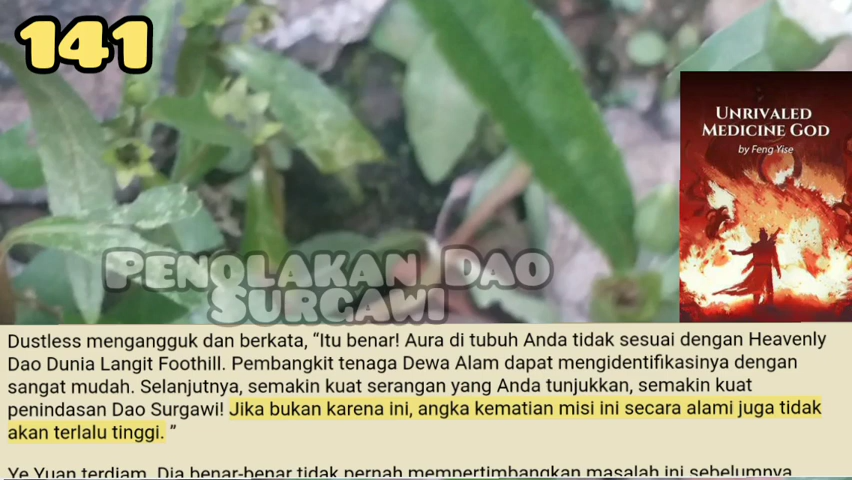 141
UNRIVALED
MEDICINE GOD
by Feng Yise
PENOLAKAN DAO
SURGAWI
Dustless mengangguk dan berkata, “Itu benar! Aura di tubuh Anda tidak sesuai dengan Heavenly
Dao Dunia Langit Foothill. Pembangkit tenaga Dewa Alam dapat mengidentifikasinya dengan
sangat mudah. Selanjutnya, semakin kuat serangan yang Anda tunjukkan, semakin kuat
penindasan Dao Surgawi! Jika bukan karena ini, angka kematian misi ini secara alami juga tidak
akan terlalu tinggi. ”
Ye Yuan terdiam. Dia benar-benar tidak pernah mempertimbangkan masalah ini sebelumnya